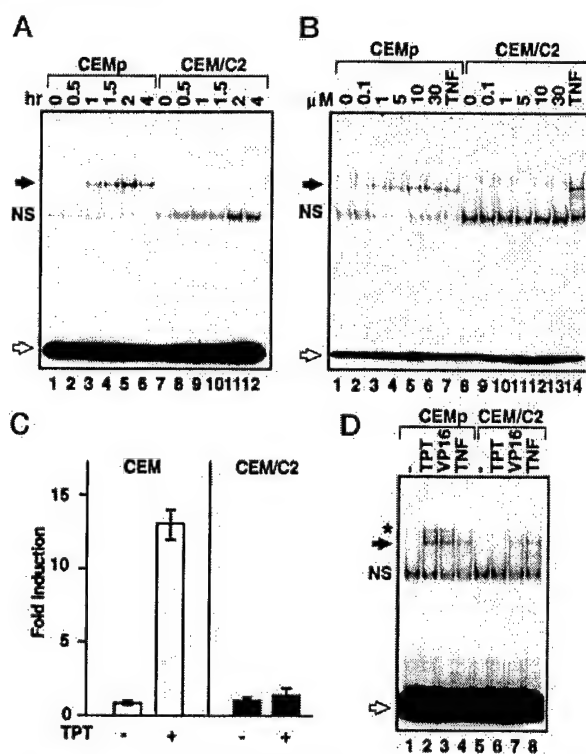 A
CEMp CEM/C2
hr 0 0.5 1 1.5 2 4 0 0.5 1 1.5 2 4
NS
1 2 3 4 5 6 7 8 9 10 11 12
B
CEMp CEM/C2
μM 0 0.1 1 5 10 30 TNF 0 0.1 1 5 10 30 TNF
NS
1 2 3 4 5 6 7 8 9 10 11 12 13 14
C
CEM CEM/C2
Fold Induction
15
10
5
0
TPT - + - +
D
CEMp CEM/C2
- TPT VP16 TNF - TPT VP16 TNF
*
NS
1 2 3 4 5 6 7 8